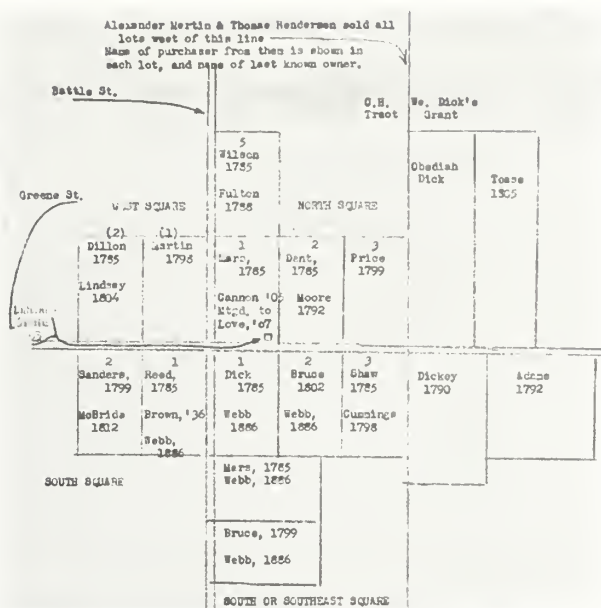 Alexander Martin & Thomas Henderson sold all
lots west of this line
Name of purchaser from them is shown in
each lot, and name of last known owner.
Battle St.
C.H. Tract
Wm. Dick's Grant
5
Wilson
1785
Fulton
1788
Obediah
Dick
1805
Greene St.
WEST SQUARE
NORTH SQUARE
(2)
Dillon
1785
Lindsay
1804
(1)
Martin
1798
1
1785
Cannon '05
Mtgd. to
Love, '07
2
Dent,
1785
Moore
1792
3
Price
1799
2
Sanders,
1799
McBride
1812
1
Reed,
1785
Brown, '36
Webb,
1886
1
Dick
1785
Webb
1886
2
Bruce
1802
Webb,
1886
3
Shaw
1785
Cummings
1798
Dickey
1790
Adams
1792
SOUTH SQUARE
Mars, 1785
Webb, 1886
Bruce, 1799
Webb, 1886
SOUTH OR SOUTHEAST SQUARE